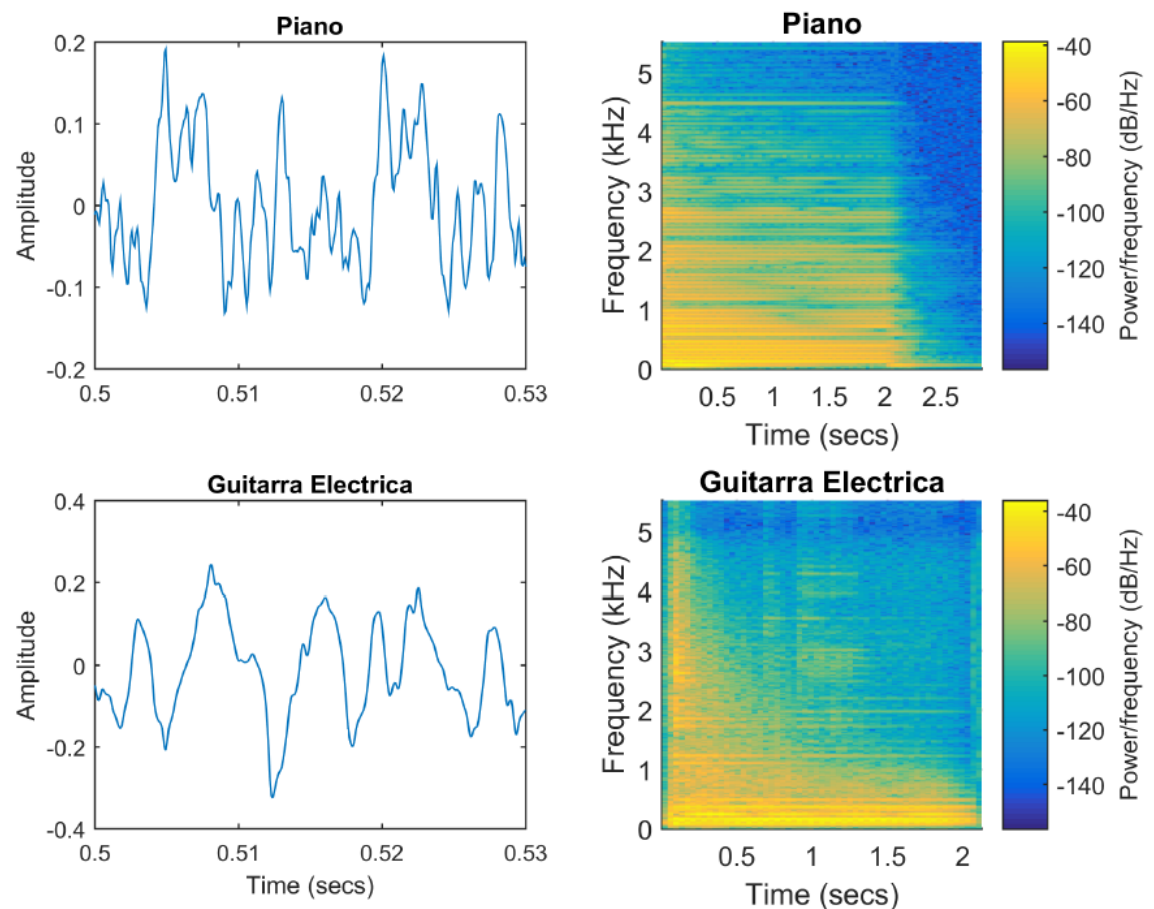 Piano
0.2
0.1
0
-0.1
-0.2
Amplitude
0.5 0.51 0.52 0.53
Piano
5
4
3
2
1
0
Frequency (kHz)
0.5 1 1.5 2 2.5
Time (secs)
-40
-60
-80
-100
-120
-140
Power/frequency (dB/Hz)
Guitarra Electrica
0.4
0.2
0
-0.2
-0.4
Amplitude
0.5 0.51 0.52 0.53
Time (secs)
Guitarra Electrica
5
4
3
2
1
0
Frequency (kHz)
0.5 1 1.5 2
Time (secs)
-40
-60
-80
-100
-120
-140
Power/frequency (dB/Hz)